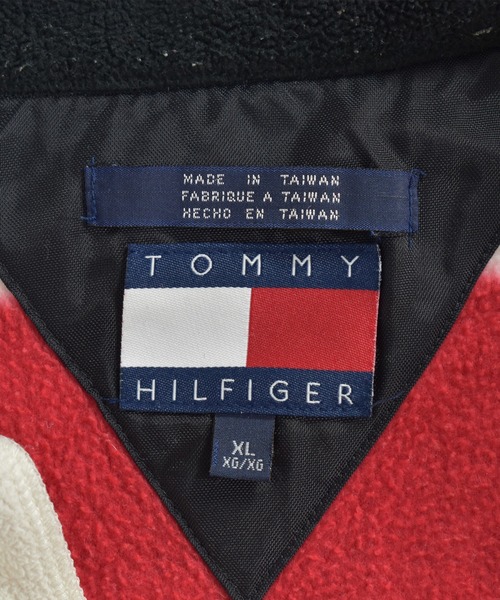 MADE IN TAIWAN
FABRIQUE A TAIWAN
HECHO EN TAIWAN
TOMMY
HILFIGER
XL
XG/XG